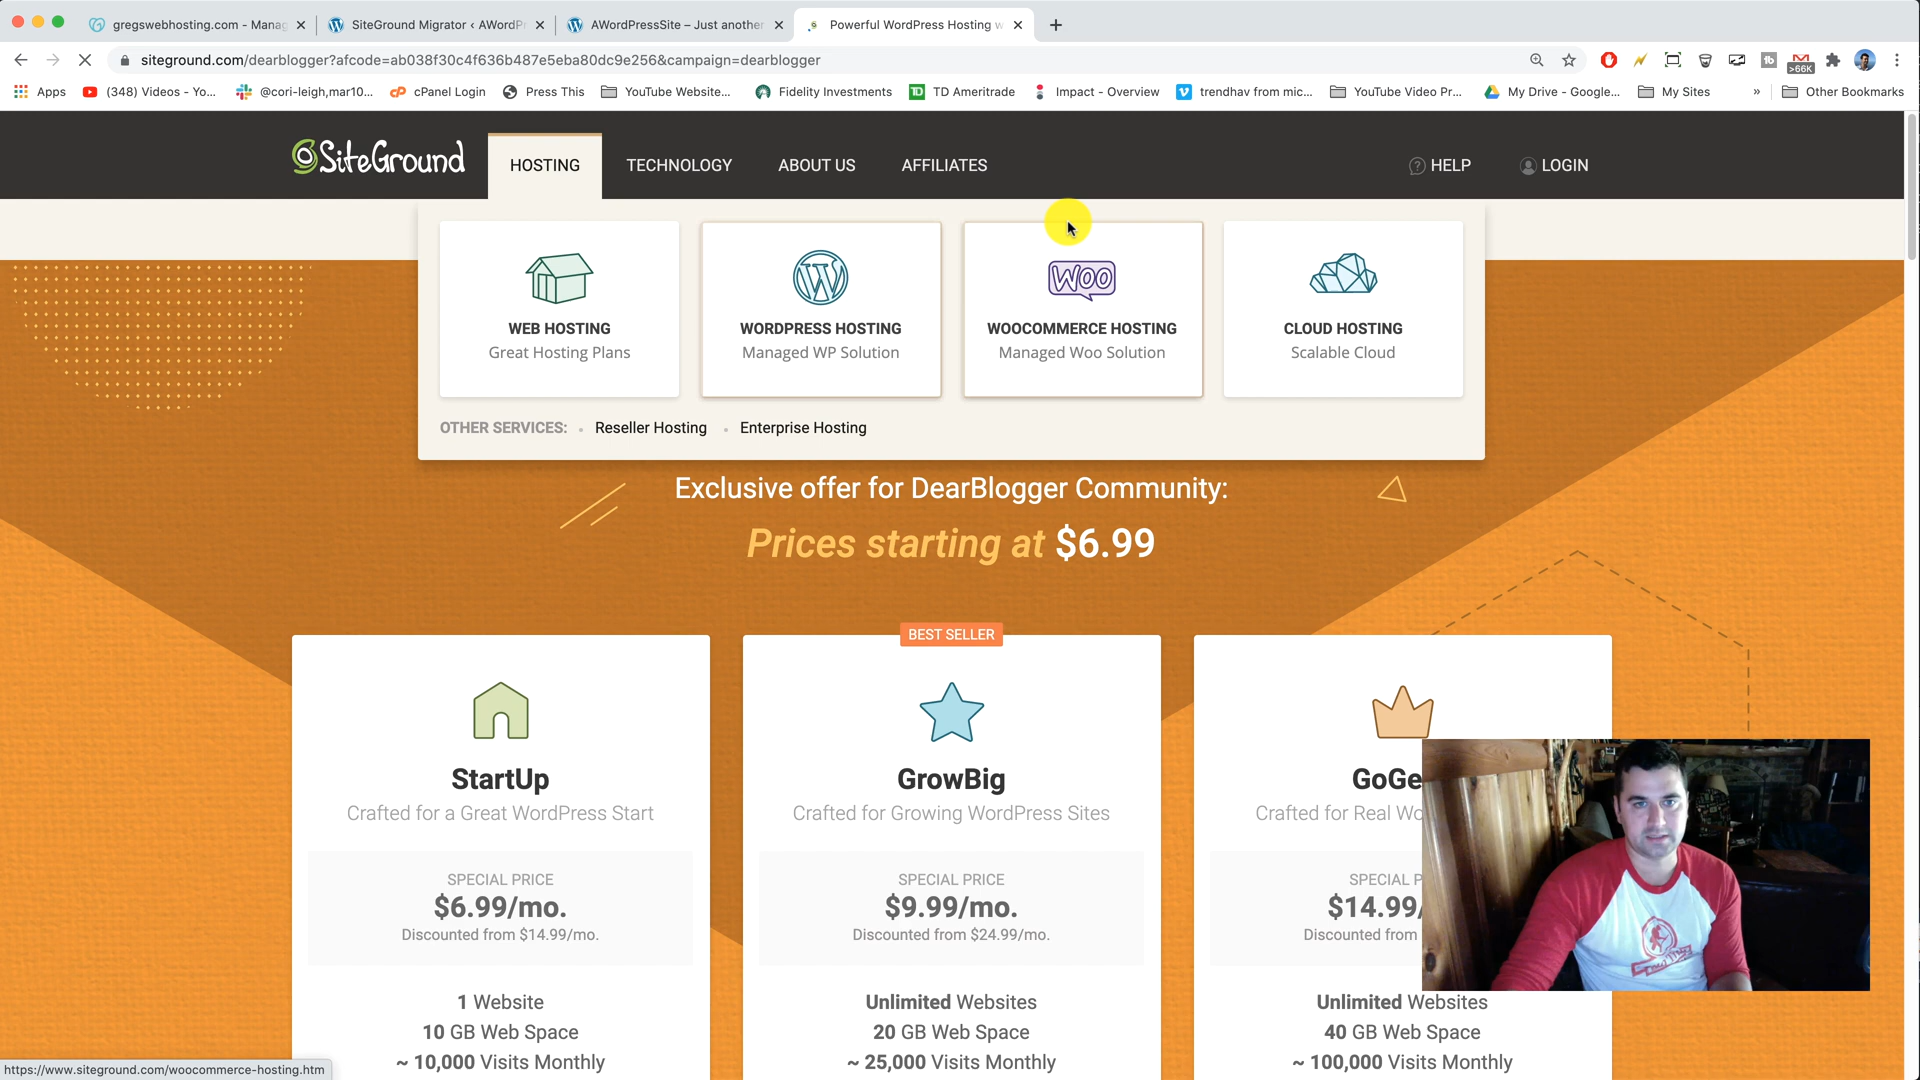 gregswebhosting.com - Manag
SiteGround Migrator ‹ AWordPr
AWordPressSite – Just another
Powerful WordPress Hosting w
siteground.com/dearblogger?afcode=ab038f30c4f636b487e5eba80dc9e256&campaign=dearblogger
>66K
Apps
(348) Videos - Yo...
@cori-leigh,mar10...
cPanel Login
Press This
YouTube Website...
Fidelity Investments
TD Ameritrade
Impact - Overview
trendhav from mic...
YouTube Video Pr...
My Drive - Google...
My Sites
»
Other Bookmarks
SiteGround
HOSTING
TECHNOLOGY
ABOUT US
AFFILIATES
HELP
LOGIN
WOO
WEB HOSTING
Great Hosting Plans
WORDPRESS HOSTING
Managed WP Solution
WOOCOMMERCE HOSTING
Managed Woo Solution
CLOUD HOSTING
Scalable Cloud
OTHER SERVICES:
Reseller Hosting
Enterprise Hosting
Exclusive offer for DearBlogger Community:
Prices starting at $6.99
StartUp
Crafted for a Great WordPress Start
SPECIAL PRICE
$6.99/mo.
Discounted from $14.99/mo.
1 Website
10 GB Web Space
~ 10,000 Visits Monthly
BEST SELLER
GrowBig
Crafted for Growing WordPress Sites
SPECIAL PRICE
$9.99/mo.
Discounted from $24.99/mo.
Unlimited Websites
20 GB Web Space
~ 25,000 Visits Monthly
GoGe
Crafted for Real Wo
SPECIAL P
$14.99/
Discounted from
Unlimited Websites
40 GB Web Space
~ 100,000 Visits Monthly
https://www.siteground.com/woocommerce-hosting.htm